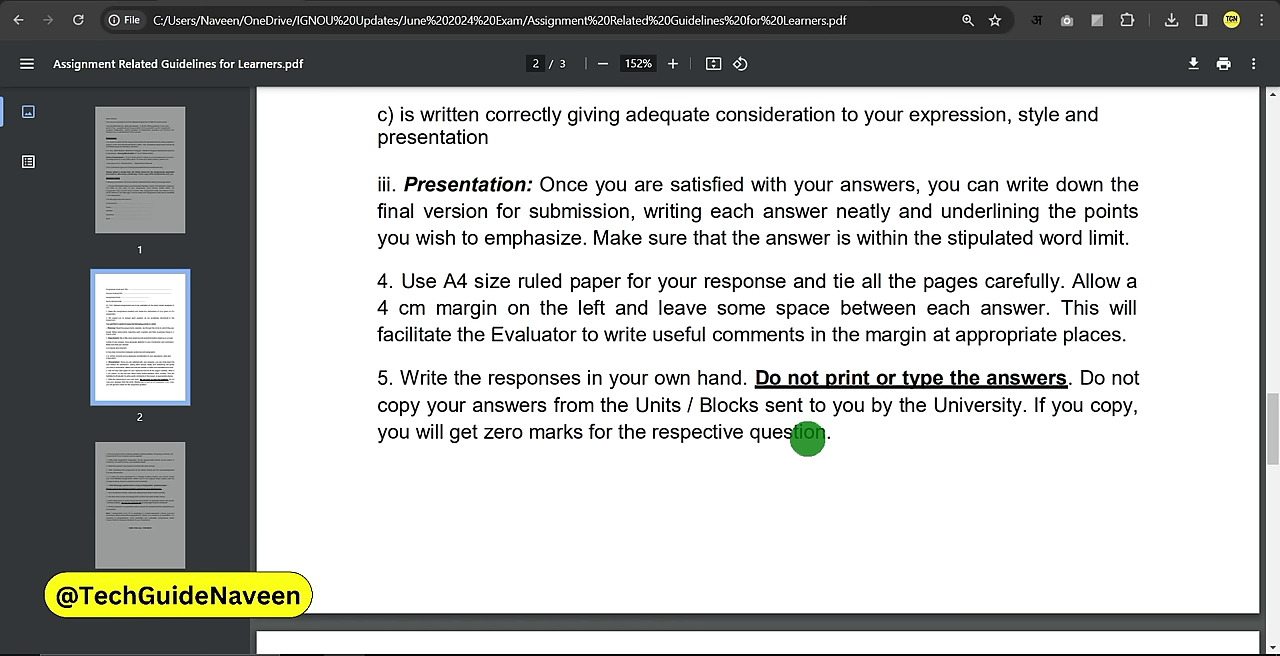 File
C:/Users/Naveen/OneDrive/IGNOU%20Updates/June%202024%20Exam/Assignment%20Related%20Guidelines%20for%20Learners.pdf
अ
TGN
Assignment Related Guidelines for Learners.pdf
2 / 3
152%
1
2
c) is written correctly giving adequate consideration to your expression, style and
presentation
iii. Presentation: Once you are satisfied with your answers, you can write down the
final version for submission, writing each answer neatly and underlining the points
you wish to emphasize. Make sure that the answer is within the stipulated word limit.
4. Use A4 size ruled paper for your response and tie all the pages carefully. Allow a
4 cm margin on the left and leave some space between each answer. This will
facilitate the Evaluator to write useful comments in the margin at appropriate places.
5. Write the responses in your own hand. Do not print or type the answers. Do not
copy your answers from the Units / Blocks sent to you by the University. If you copy,
you will get zero marks for the respective question.
@TechGuideNaveen